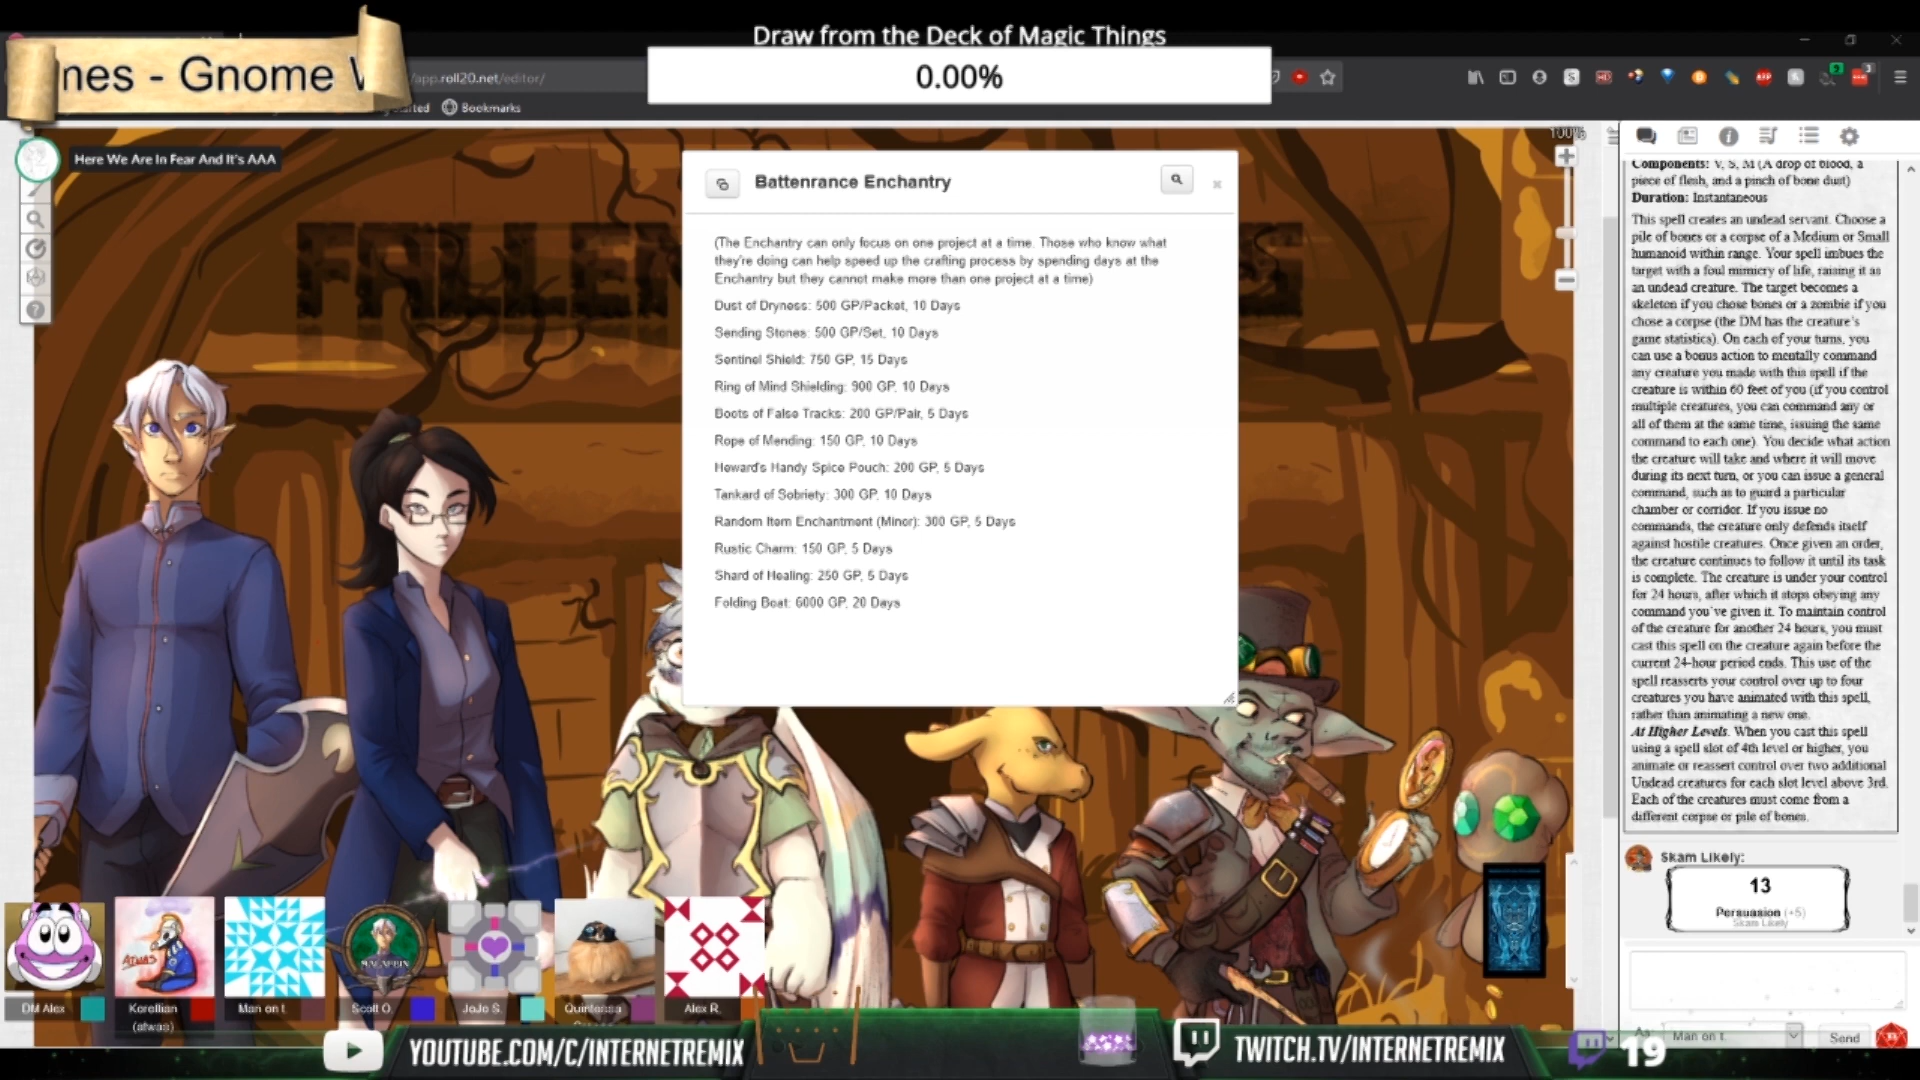 Draw from the Deck of Magic Things
0.00%
nes - Gnome
app.roll20.net/editor/
Bookmarks
Here We Are In Fear And It's AAA
100%
FALLEN
Battenrance Enchantry
(The Enchantry can only focus on one project at a time. Those who know what
they're doing can help speed up the crafting process by spending days at the
Enchantry but they cannot make more than one project at a time)
Dust of Dryness: 500 GP/Packet, 10 Days
Sending Stones: 500 GP/Set, 10 Days
Sentinel Shield: 750 GP, 15 Days
Ring of Mind Shielding: 900 GP, 10 Days
Boots of False Tracks: 200 GP/Pair, 5 Days
Rope of Mending: 150 GP, 10 Days
Heward's Handy Spice Pouch: 200 GP, 5 Days
Tankard of Sobriety: 300 GP, 10 Days
Random Item Enchantment (Minor): 300 GP, 5 Days
Rustic Charm: 150 GP, 5 Days
Shard of Healing: 250 GP, 5 Days
Folding Boat: 6000 GP, 20 Days
Components: V, S, M (A drop of blood, a
piece of flesh, and a pinch of bone dust)
Duration: Instantaneous
This spell creates an undead servant. Choose a
pile of bones or a corpse of a Medium or Small
humanoid within range. Your spell imbues the
target with a foul mimicry of life, raising it as
an undead creature. The target becomes a
skeleton if you chose bones or a zombie if you
chose a corpse (the DM has the creature's
game statistics). On each of your turns, you
can use a bonus action to mentally command
any creature you made with this spell if the
creature is within 60 feet of you (if you control
multiple creatures, you can command any or
all of them at the same time, issuing the same
command to each one). You decide what action
the creature will take and where it will move
during its next turn, or you can issue a general
command, such as to guard a particular
chamber or corridor. If you issue no
commands, the creature only defends itself
against hostile creatures. Once given an order,
the creature continues to follow it until its task
is complete. The creature is under your control
for 24 hours, after which it stops obeying any
command you've given it. To maintain control
of the creature for another 24 hours, you must
cast this spell on the creature again before the
current 24-hour period ends. This use of the
spell reasserts your control over up to four
creatures you have animated with this spell,
rather than animating a new one.
At Higher Levels. When you cast this spell
using a spell slot of 4th level or higher, you
animate or reassert control over two additional
Undead creatures for each slot level above 3rd.
Each of the creatures must come from a
different corpse or pile of bones.
Skam Likely:
13
Persuasion (+5)
Skam Likely
As:
Man on t.
Send
DM Alex
Korellian
(atwas)
Man on t.
Scott O.
JoJo S.
Quintessa
Alex R.
YOUTUBE.COM/C/INTERNETREMIX
TWITCH.TV/INTERNETREMIX
19